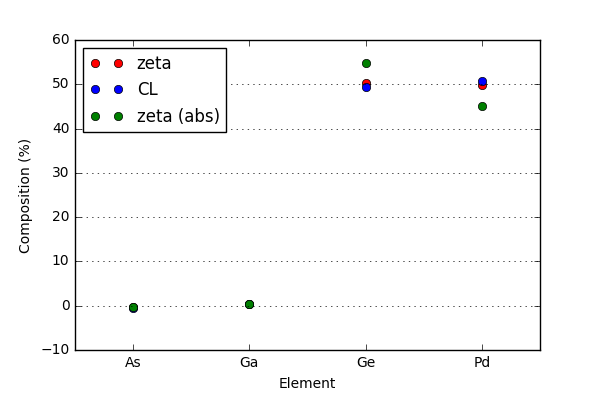 60
50
40
30
20
10
0
−10
Composition (%)
zeta
CL
zeta (abs)
As Ga Ge Pd
Element